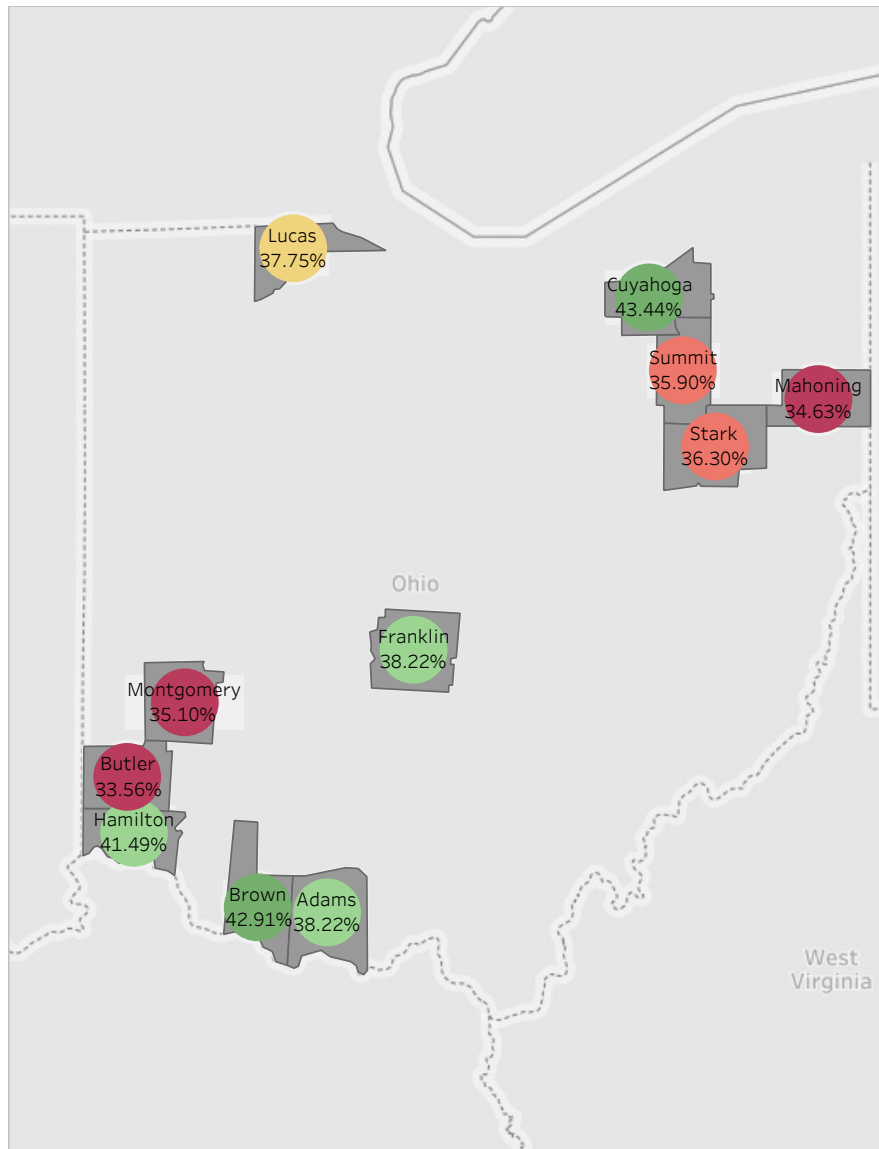 Lucas
37.75%
Cuyahoga
43.44%
Summit
35.90%
Mahoning
34.63%
Stark
36.30%
Ohio
Franklin
38.22%
Montgomery
35.10%
Butler
33.56%
Hamilton
41.49%
Brown
42.91%
Adams
38.22%
West
Virginia